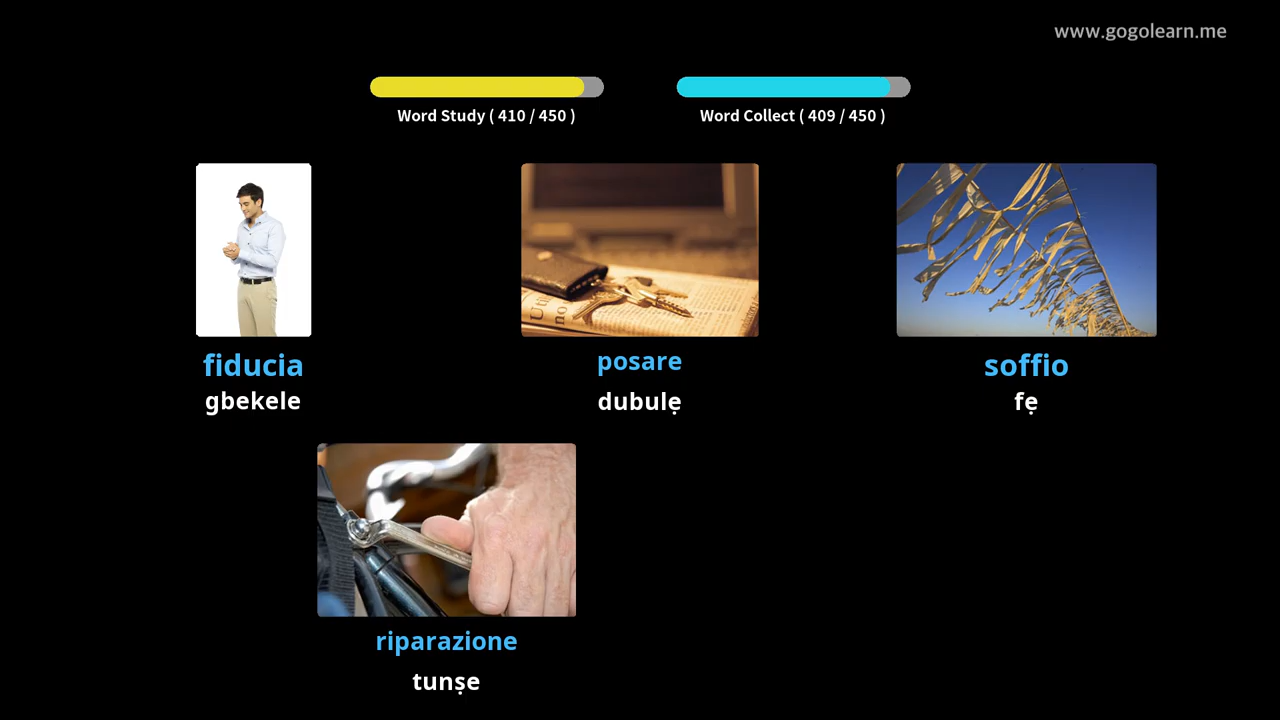 www.gogolearn.me
Word Study ( 410 / 450 )
Word Collect ( 409 / 450 )
fiducia
gbekele
posare
dubulẹ
soffio
fẹ
riparazione
tunṣe